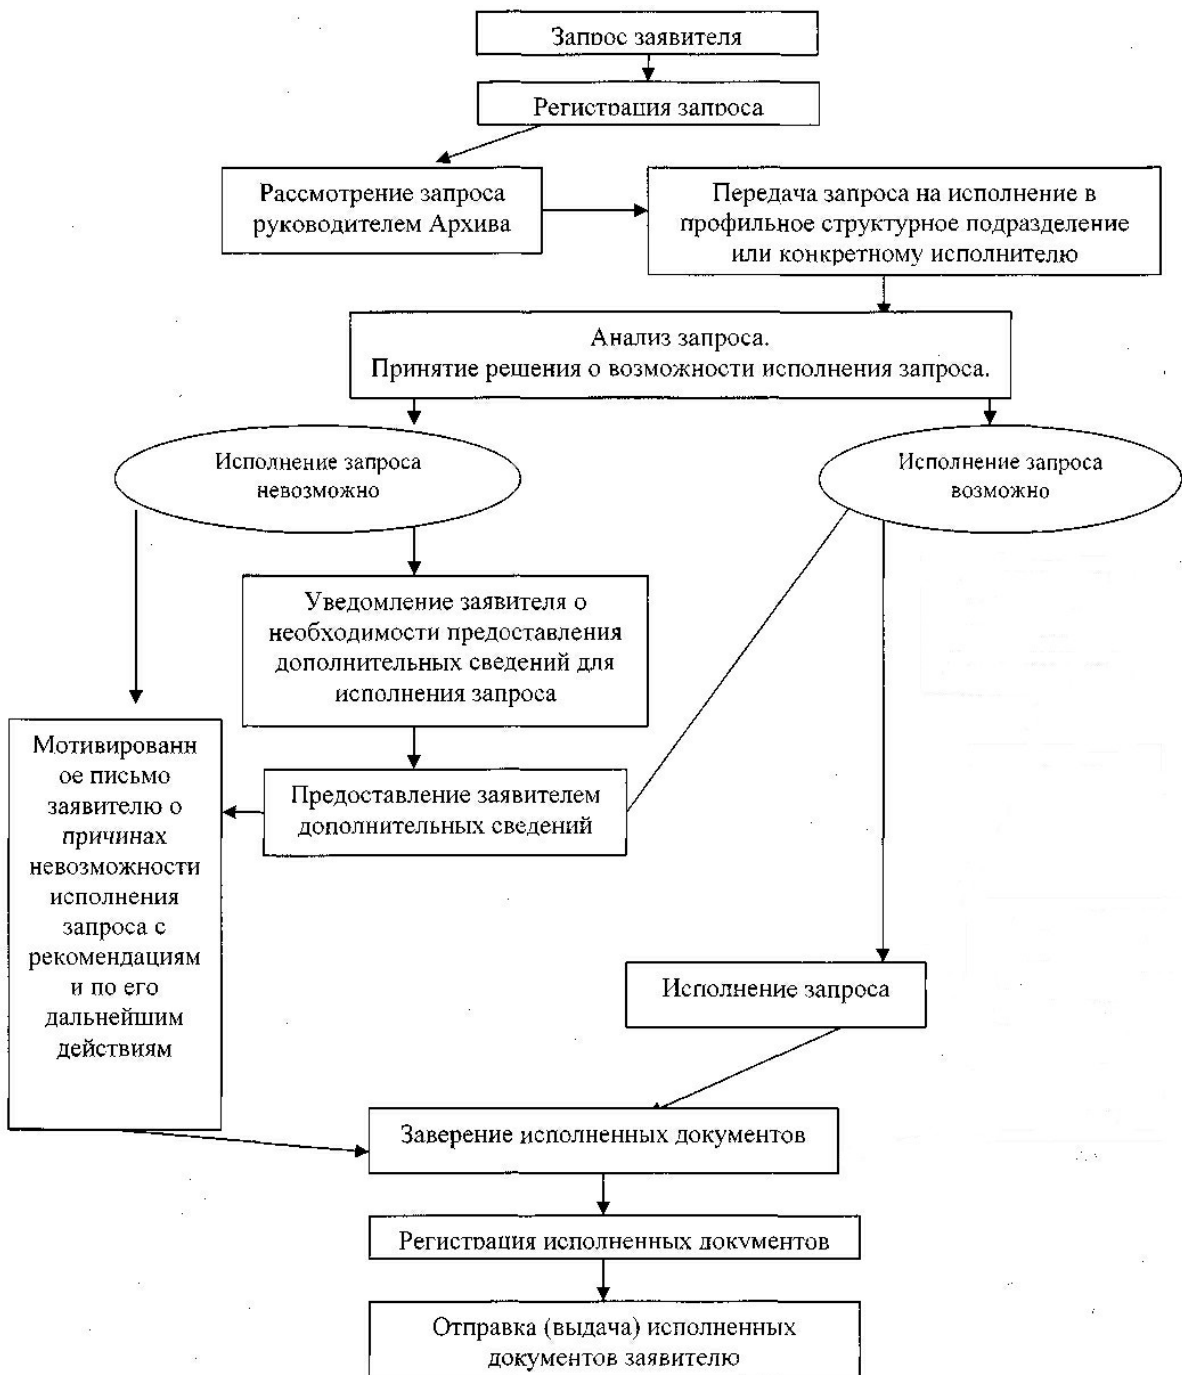 Запрос заявителя
Регистрация запроса
Рассмотрение запроса
руководителем Архива
Передача запроса на исполнение в
профильное структурное подразделение
или конкретному исполнителю
Анализ запроса.
Принятие решения о возможности исполнения запроса.
Исполнение запроса
невозможно
Исполнение запроса
возможно
Уведомление заявителя о
необходимости предоставления
дополнительных сведений для
исполнения запроса
Мотивированн
ое письмо
заявителю о
причинах
невозможности
исполнения
запроса с
рекомендациям
и по его
дальнейшим
действиям
Предоставление заявителем
дополнительных сведений
Исполнение запроса
Заверение исполненных документов
Регистрация исполненных документов
Отправка (выдача) исполненных
документов заявителю